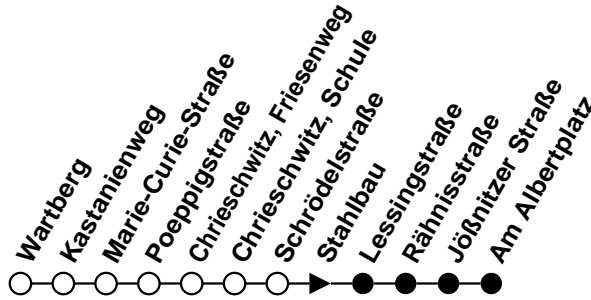 Wartberg
Kastanienweg
Marie-Curie-Straße
Poeppigstraße
Chrieschwitz, Friesenweg
Chrieschwitz, Schule
Schrödelstraße
Stahlbau
Lessingstraße
Rähnisstraße
Jößnitzer Straße
Am Albertplatz